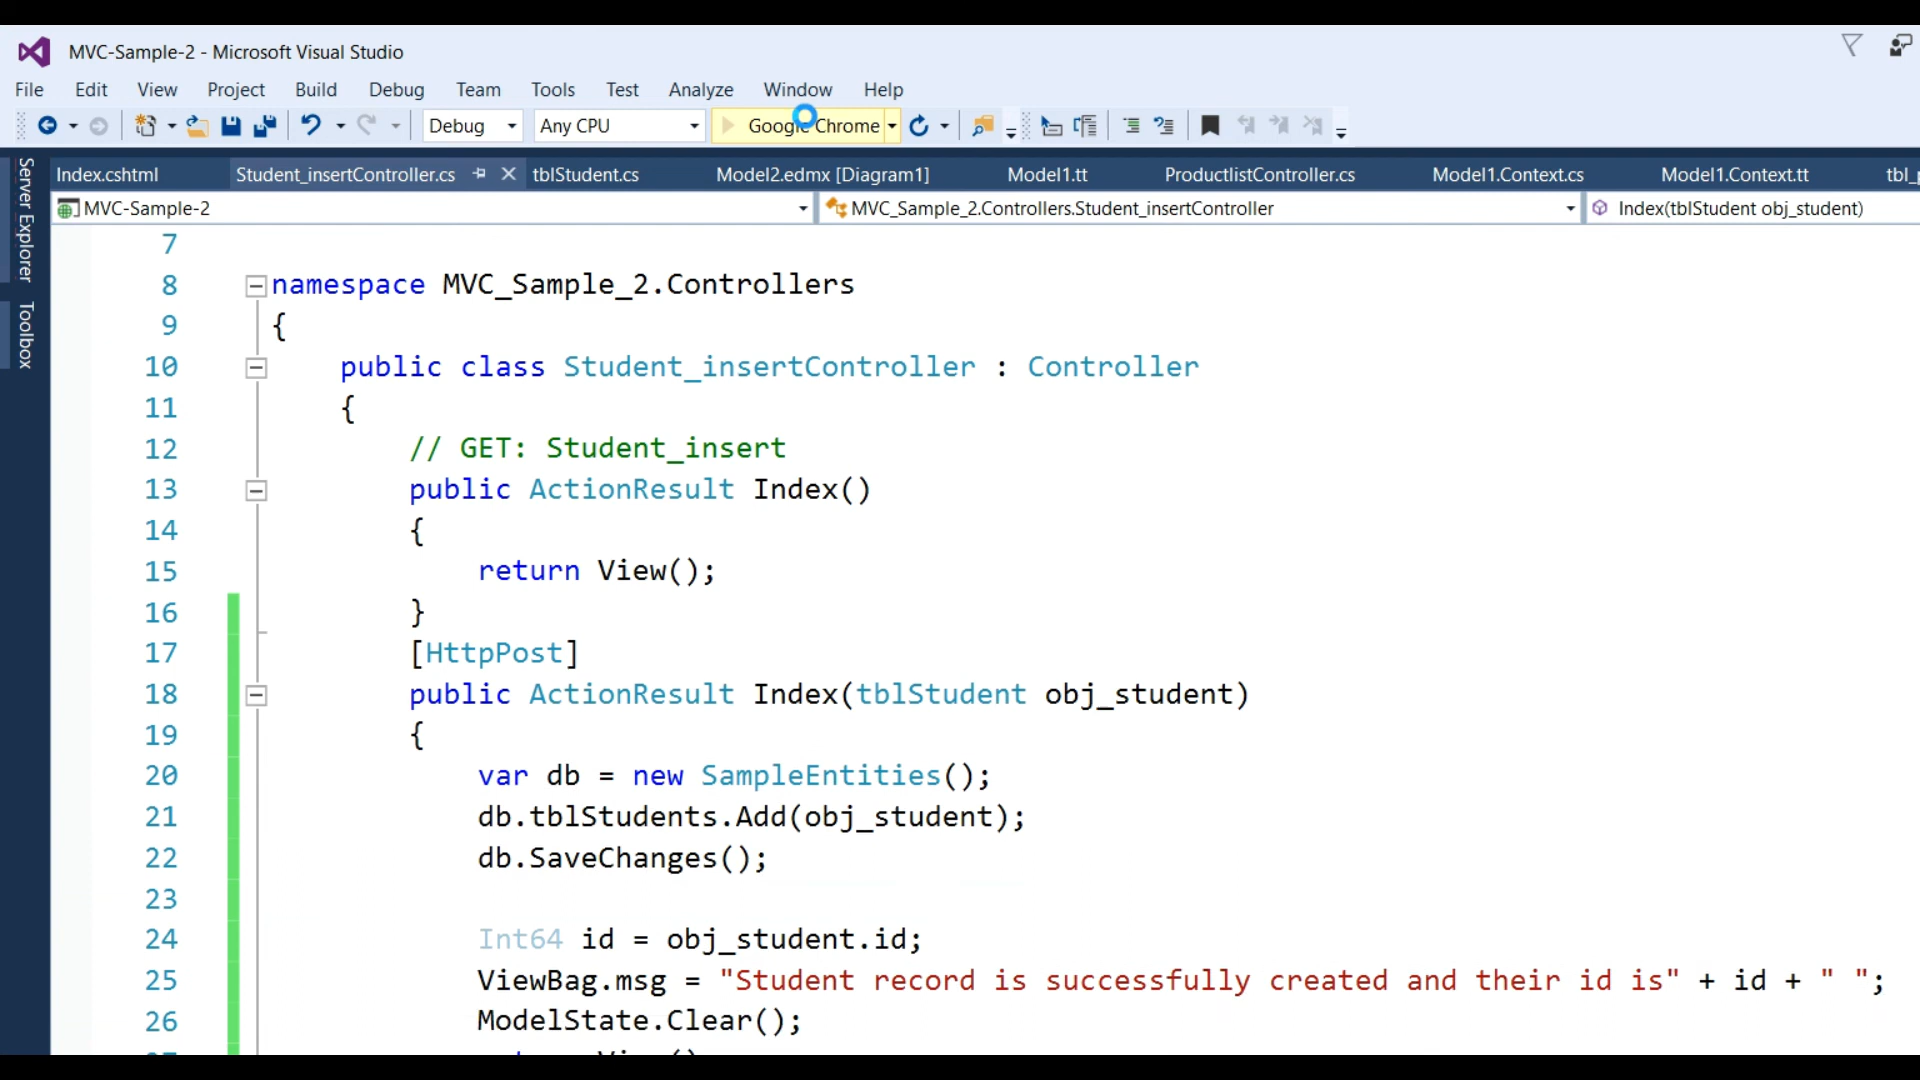 MVC-Sample-2 - Microsoft Visual Studio
File Edit View Project Build Debug Team Tools Test Analyze Window Help
Debug Any CPU Google Chrome
Server Explorer
Toolbox
Index.cshtml Student_insertController.cs tblStudent.cs Model2.edmx [Diagram1] Model1.tt ProductlistController.cs Model1.Context.cs Model1.Context.tt
MVC-Sample-2 MVC_Sample_2.Controllers.Student_insertController Index(tblStudent obj_student)
7
8 namespace MVC_Sample_2.Controllers
9 {
10 public class Student_insertController : Controller
11 {
12 // GET: Student_insert
13 public ActionResult Index()
14 {
15 return View();
16 }
17 [HttpPost]
18 public ActionResult Index(tblStudent obj_student)
19 {
20 var db = new SampleEntities();
21 db.tblStudents.Add(obj_student);
22 db.SaveChanges();
23
24 Int64 id = obj_student.id;
25 ViewBag.msg = "Student record is successfully created and their id is" + id + " ";
26 ModelState.Clear();